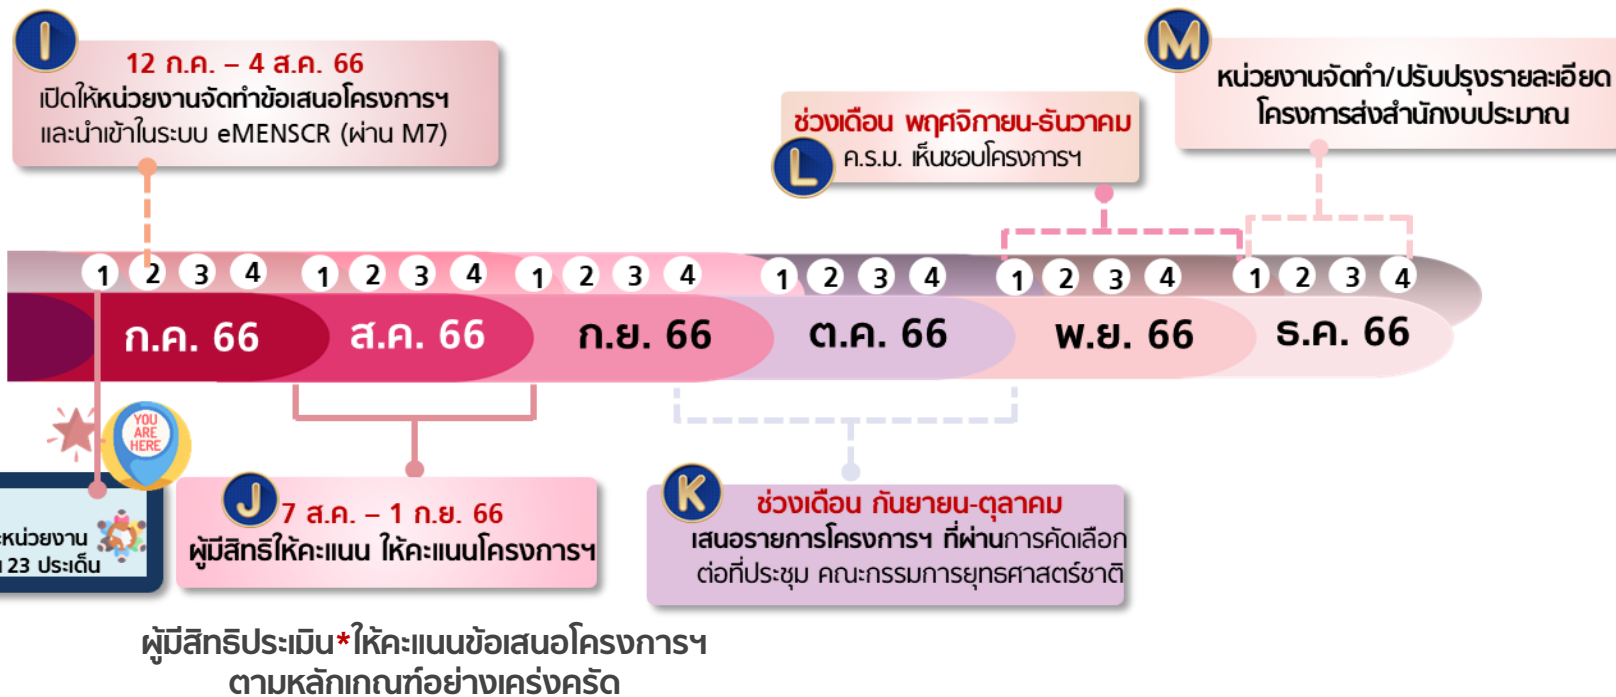 I
12 ก.ค. – 4 ส.ค. 66
เปิดให้หน่วยงานจัดทำข้อเสนอโครงการฯ
และนำเข้าในระบบ eMENSCR (ผ่าน M7)
L
ช่วงเดือน พฤศจิกายน-ธันวาคม
ค.ร.ม. เห็นชอบโครงการฯ
M
หน่วยงานจัดทำ/ปรับปรุงรายละเอียด
โครงการส่งสำนักงบประมาณ
1 2 3 4 1 2 3 4 1 2 3 4 1 2 3 4 1 2 3 4 1 2 3 4
ก.ค. 66 ส.ค. 66 ก.ย. 66 ต.ค. 66 พ.ย. 66 ธ.ค. 66
YOU
ARE
HERE
หน่วยงาน
23 ประเด็น
J
7 ส.ค. – 1 ก.ย. 66
ผู้มีสิทธิให้คะแนน ให้คะแนนโครงการฯ
K
ช่วงเดือน กันยายน-ตุลาคม
เสนอรายการโครงการฯ ที่ผ่านการคัดเลือก
ต่อที่ประชุม คณะกรรมการยุทธศาสตร์ชาติ
ผู้มีสิทธิประเมิน*ให้คะแนนข้อเสนอโครงการฯ
ตามหลักเกณฑ์อย่างเคร่งครัด